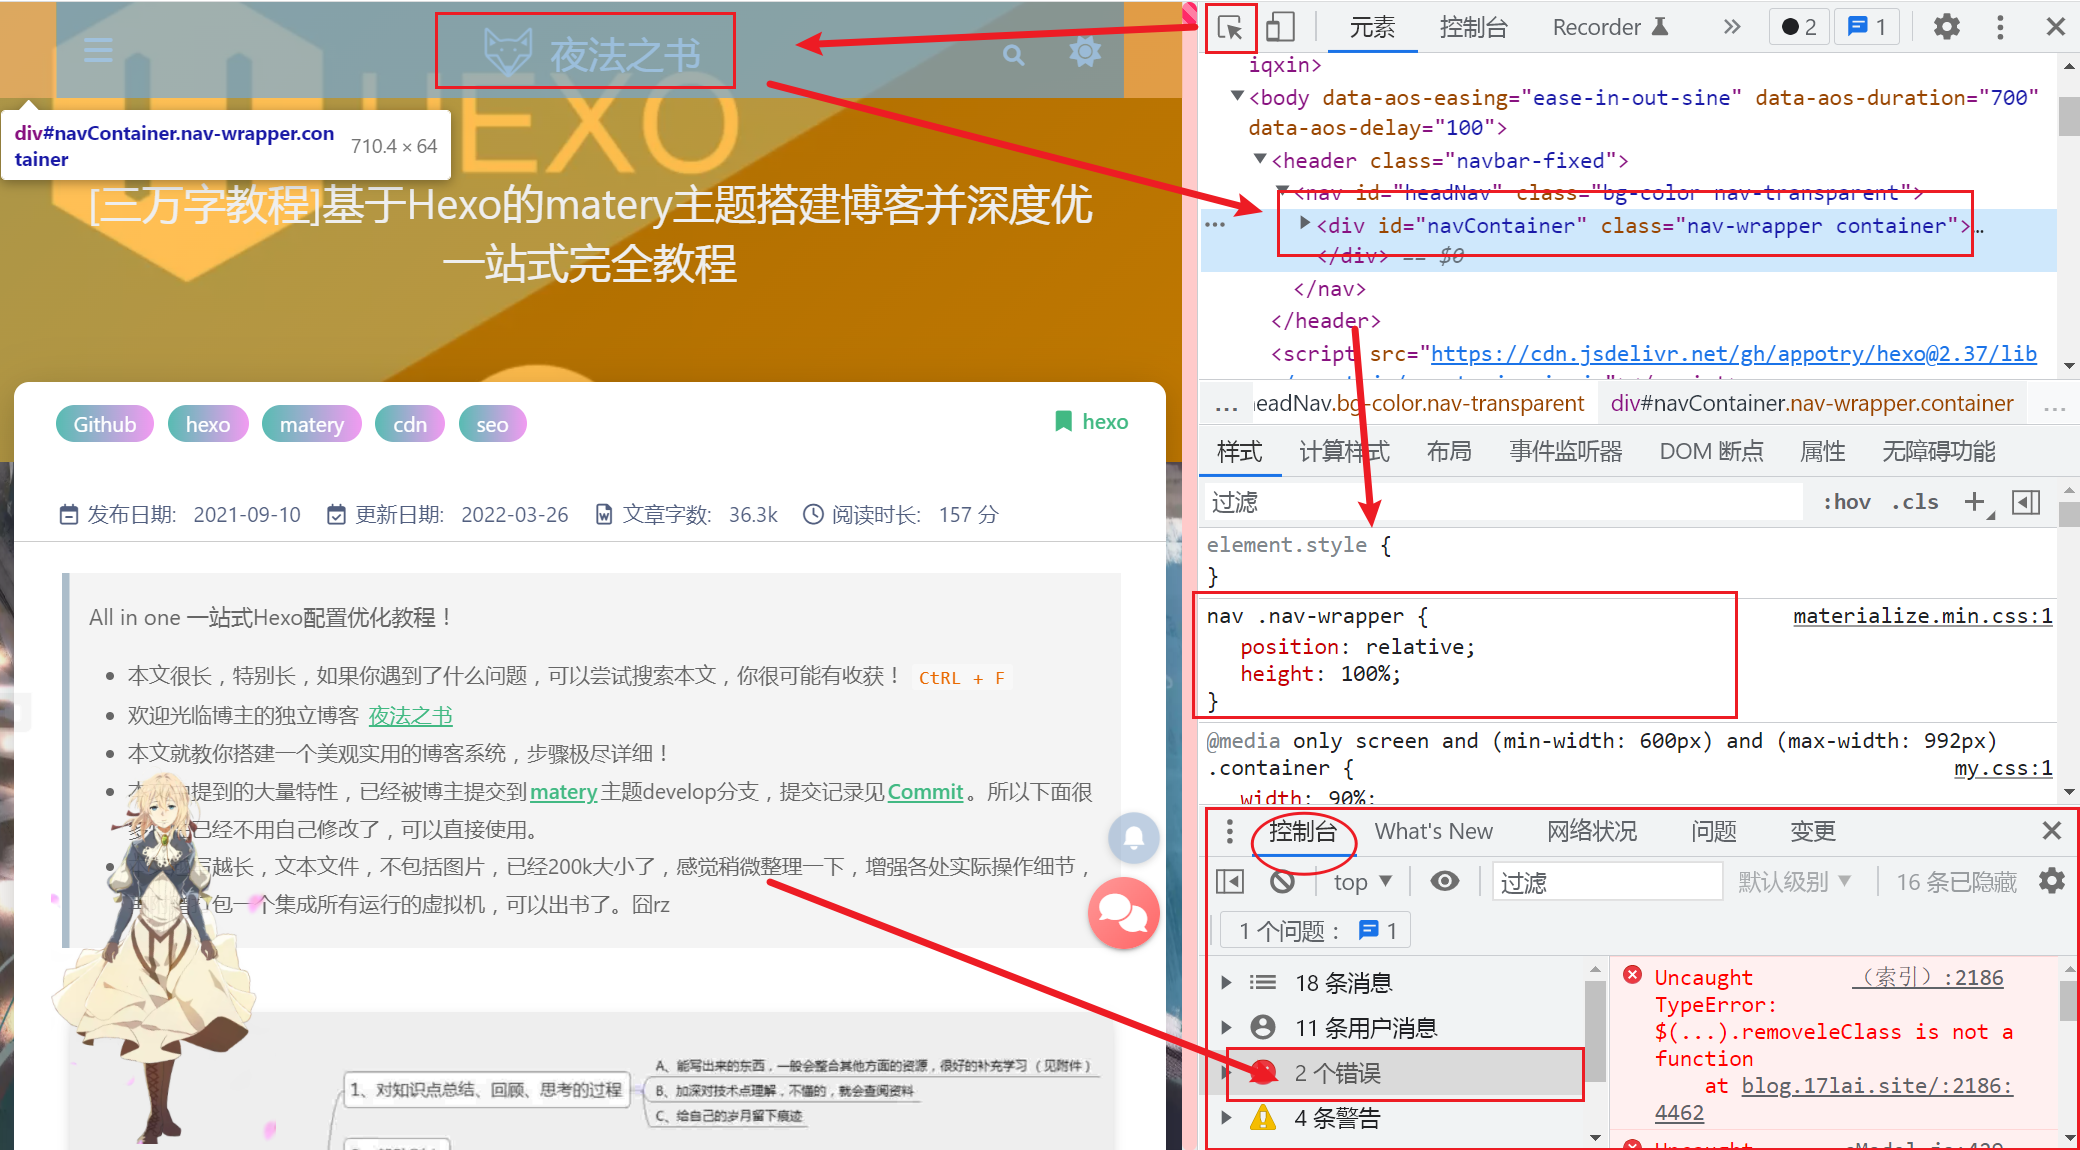 夜法之书
HEXO
div#navContainer.nav-wrapper.con
tainer
710.4 × 64
[三万字教程]基于Hexo的matery主题搭建博客并深度优
一站式完全教程
Github
hexo
matery
cdn
seo
hexo
发布日期: 2021-09-10
更新日期: 2022-03-26
文章字数: 36.3k
阅读时长: 157 分
All in one 一站式Hexo配置优化教程！
本文很长，特别长，如果你遇到了什么问题，可以尝试搜索本文，你很可能有收获！ CtRL + F
欢迎光临博主的独立博客 夜法之书
本文就教你搭建一个美观实用的博客系统，步骤极尽详细！
提到的大量特性，已经被博主提交到matery主题develop分支，提交记录见Commit。所以下面很
已经不用自己修改了，可以直接使用。
写越长，文本文件，不包括图片，已经200k大小了，感觉稍微整理一下，增强各处实际操作细节，
包一个集成所有运行的虚拟机，可以出书了。囧rz
1、对知识点总结、回顾、思考的过程
A、能写出来的东西，一般会整合其他方面的资源，很好的补充学习（见附件）
B、加深对技术点理解，不懂的，就会查阅资料
C、给自己的岁月留下痕迹
元素
控制台
Recorder
2
1
iqxin>
<body data-aos-easing="ease-in-out-sine" data-aos-duration="700"
data-aos-delay="100">
<header class="navbar-fixed">
<nav id="headNav" class="bg-color nav-transparent">
<div id="navContainer" class="nav-wrapper container">…
</div> == $0
</nav>
</header>
<script src="https://cdn.jsdelivr.net/gh/appotry/hexo@2.37/lib
... eadNav.bg-color.nav-transparent
div#navContainer.nav-wrapper.container ...
样式
计算样式
布局
事件监听器
DOM 断点
属性
无障碍功能
过滤
:hov
.cls
element.style {
}
nav .nav-wrapper {
materialize.min.css:1
position: relative;
height: 100%;
}
@media only screen and (min-width: 600px) and (max-width: 992px)
.container {
my.css:1
width: 90%;
控制台
What's New
网络状况
问题
变更
top
过滤
默认级别
16 条已隐藏
1 个问题： 1
18 条消息
11 条用户消息
2 个错误
4 条警告
Uncaught
（索引）:2186
TypeError:
$(...).removeleClass is not a
function
at blog.17lai.site/:2186:
4462